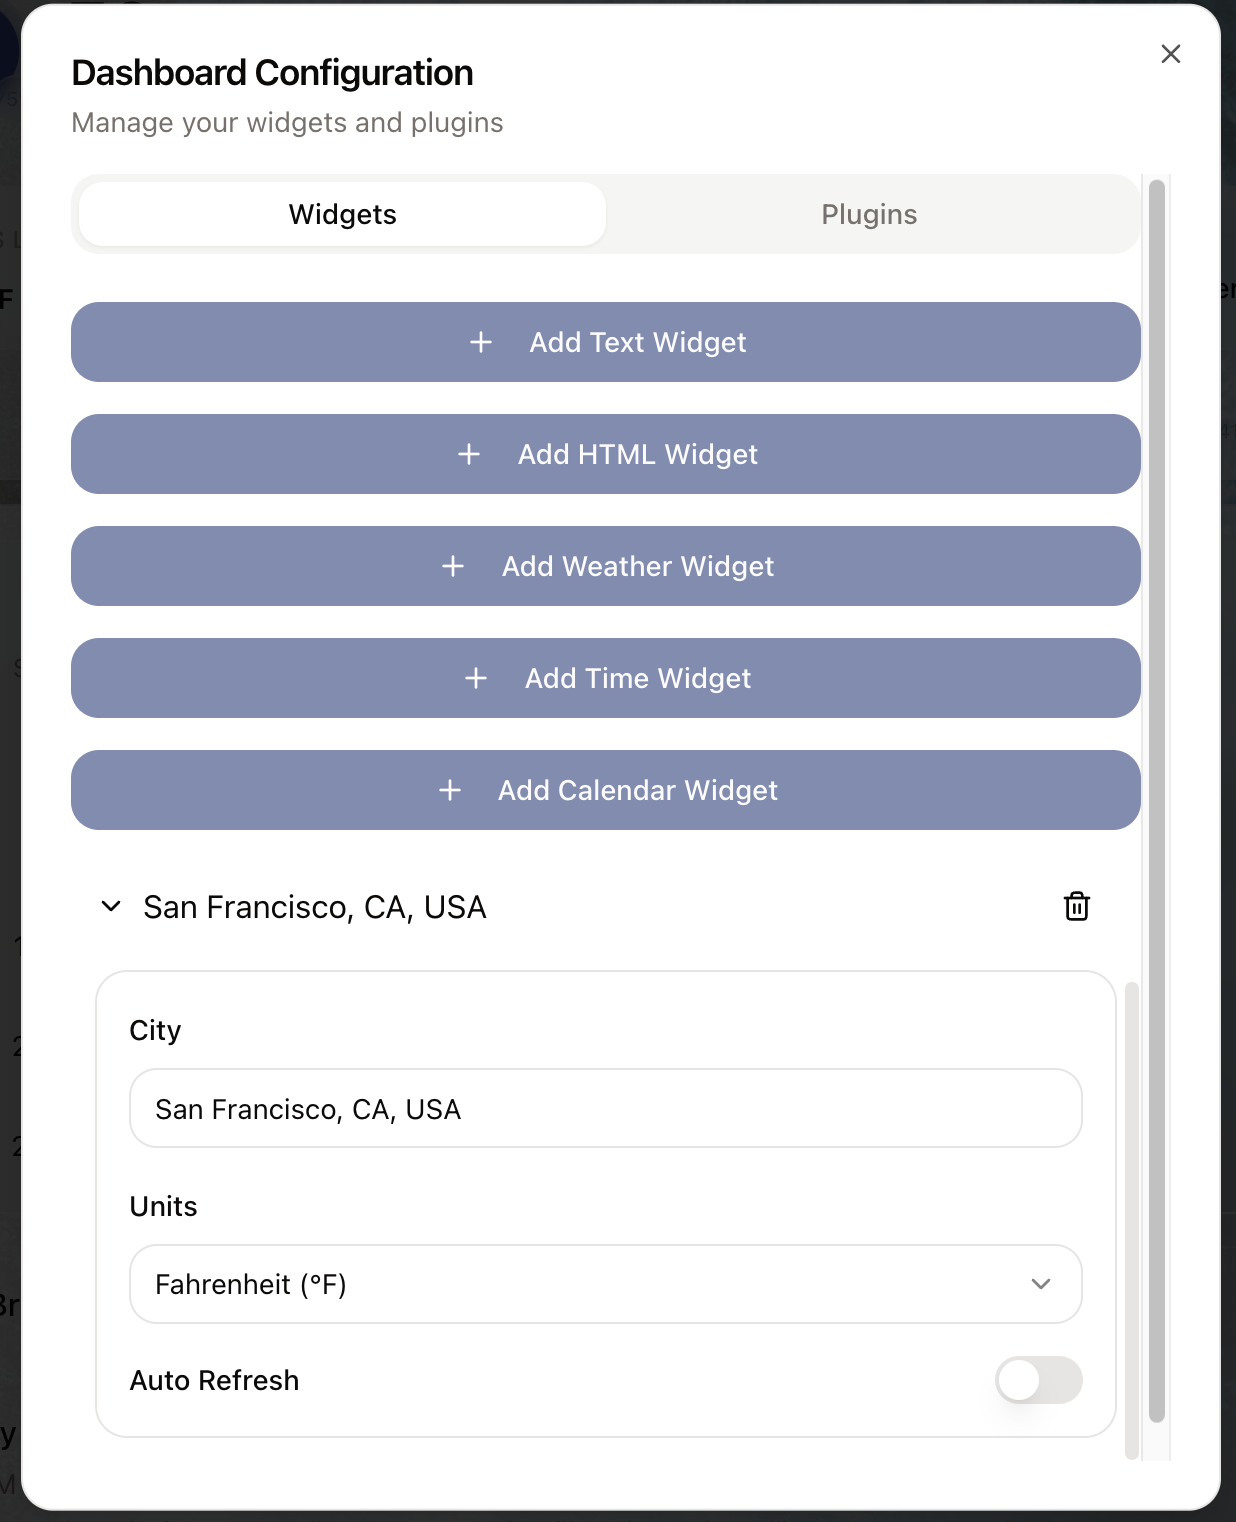 Dashboard Configuration
Manage your widgets and plugins
Widgets
Plugins
Add Text Widget
Add HTML Widget
Add Weather Widget
Add Time Widget
Add Calendar Widget
San Francisco, CA, USA
City
San Francisco, CA, USA
Units
Fahrenheit (°F)
Auto Refresh